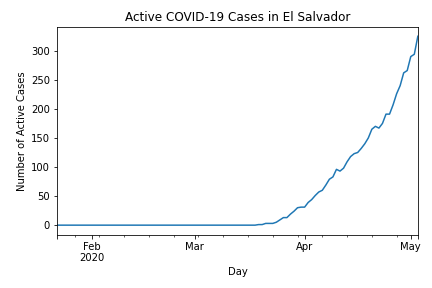 Active COVID-19 Cases in El Salvador
Number of Active Cases
300
250
200
150
100
50
0
Feb
2020
Mar
Apr
May
Day